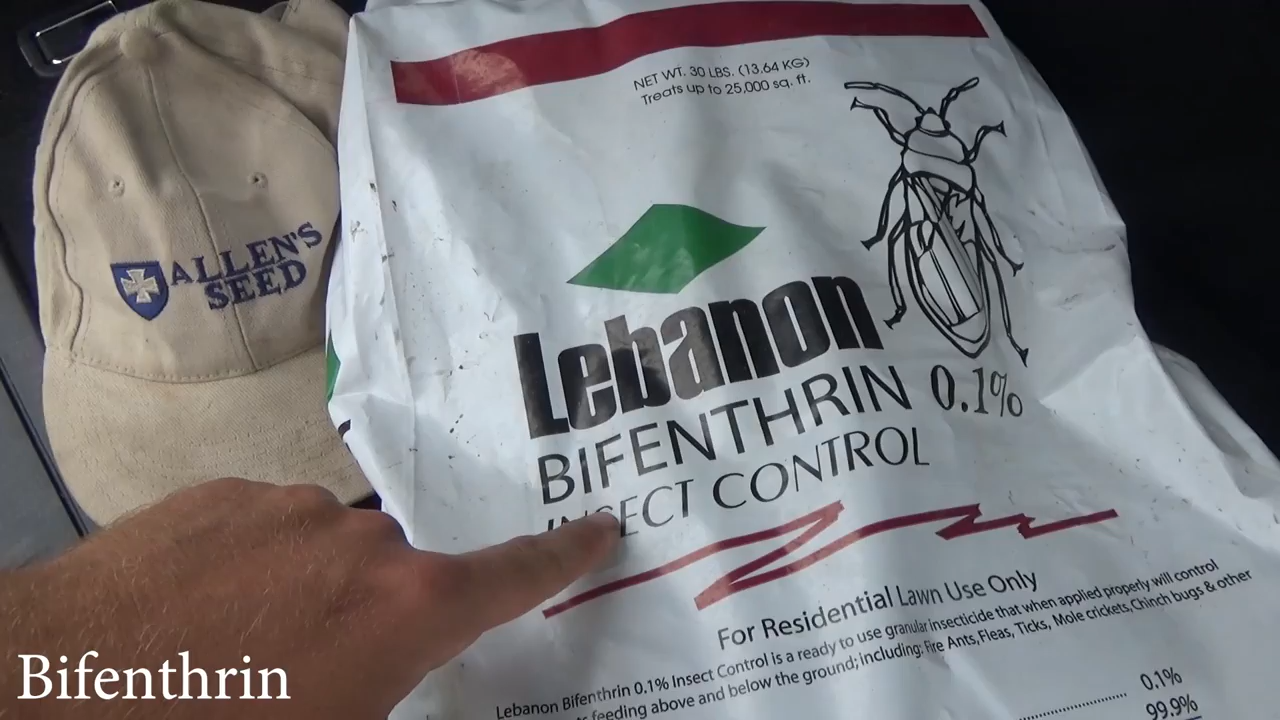 ALLEN'S
SEED
NET WT. 30 LBS. (13.64 KG)
Treats up to 25,000 sq. ft.
Lebanon
BIFENTHRIN 0.1%
INSECT CONTROL
For Residential Lawn Use Only
Lebanon Bifenthrin 0.1% Insect Control is a ready to use granular insecticide that when applied properly will control
feeding above and below the ground; including: Fire Ants, Fleas, Ticks, Mole crickets, Chinch bugs & other
0.1%
99.9%
Bifenthrin